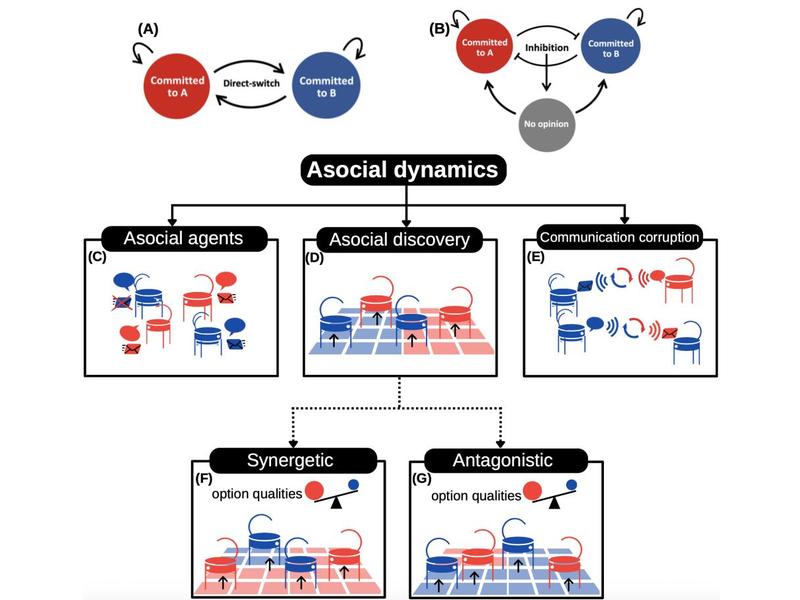 (A)
Committed
to A
Direct-switch
Committed
to B
(B)
Committed
to A
Inhibition
Committed
to B
No opinion
Asocial dynamics
Asocial agents
(C)
Asocial discovery
(D)
Communication corruption
(E)
Synergetic
(F)
option qualities
Antagonistic
(G)
option qualities